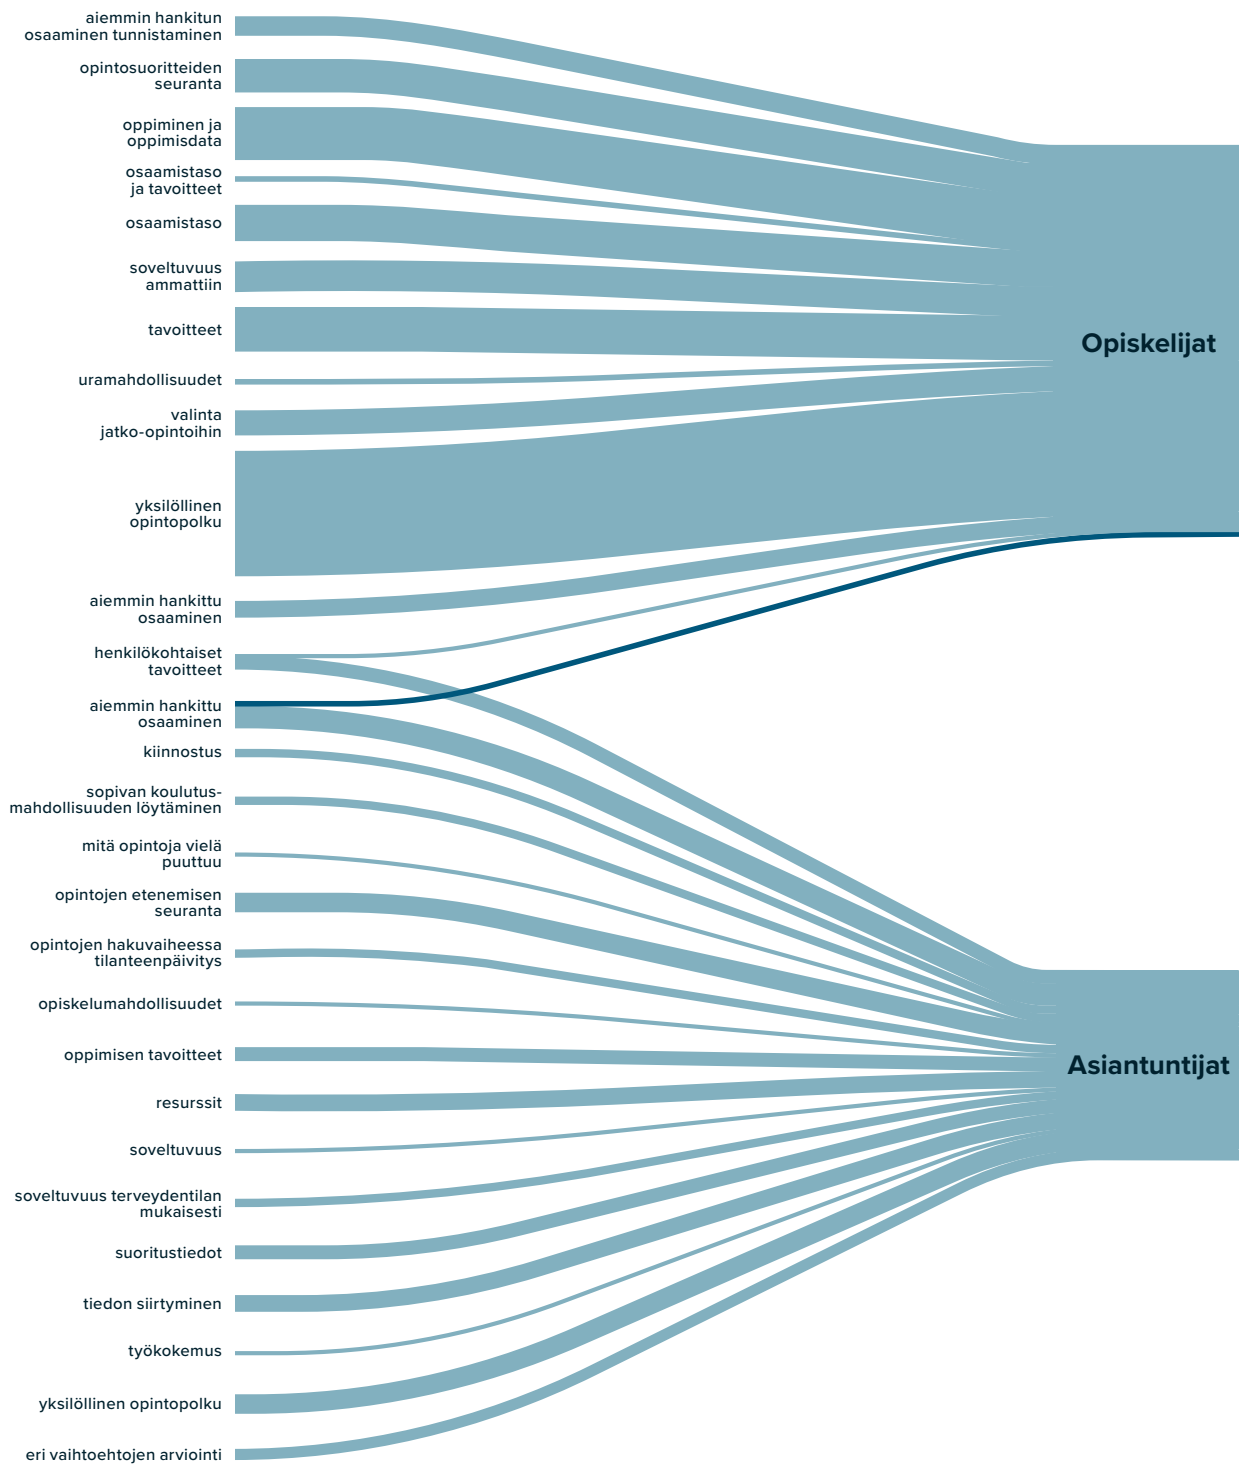 aiemmin hankitun
osaaminen tunnistaminen
opintosuoritteiden
seuranta
oppiminen ja
oppimisdata
osaamistaso
ja tavoitteet
osaamistaso
soveltuvuus
ammattiin
tavoitteet
Opiskelijat
uramahdollisuudet
valinta
jatko-opintoihin
yksilöllinen
opintopolku
aiemmin hankittu
osaaminen
henkilökohtaiset
tavoitteet
aiemmin hankittu
osaaminen
kiinnostus
sopivan koulutus-
mahdollisuuden löytäminen
mitä opintoja vielä
puuttuu
opintojen etenemisen
seuranta
opintojen hakuvaiheessa
tilanteenpäivitys
opiskelumahdollisuudet
oppimisen tavoitteet
Asiantuntijat
resurssit
soveltuvuus
soveltuvuus terveydentilan
mukaisesti
suoritustiedot
tiedon siirtyminen
työkokemus
yksilöllinen opintopolku
eri vaihtoehtojen arviointi